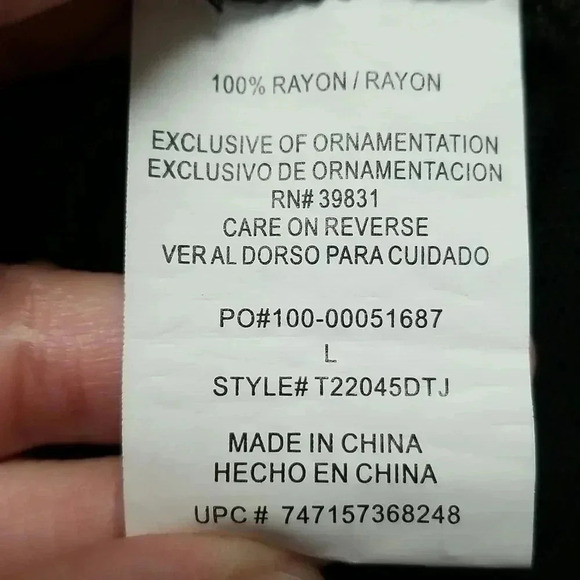 100% RAYON / RAYON
EXCLUSIVE OF ORNAMENTATION
EXCLUSIVO DE ORNAMENTACION
RN# 39831
CARE ON REVERSE
VER AL DORSO PARA CUIDADO
PO#100-00051687
L
STYLE# T22045DTJ
MADE IN CHINA
HECHO EN CHINA
UPC # 747157368248